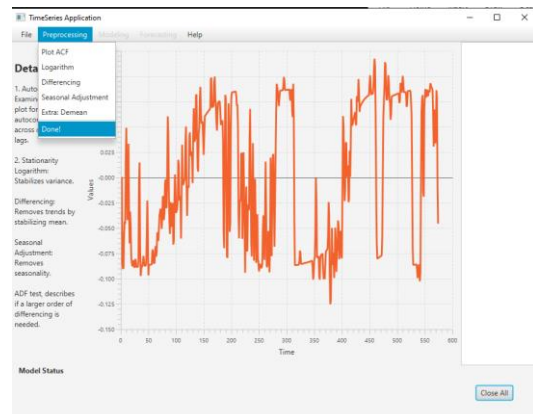 TimeSeries Application
File Preprocessing Modeling Forecasting Help
Plot ACF
Logarithm
Differencing
Seasonal Adjustment
Extra: Demean
Done!
Deta
1. Auto
Examin
plot for
autoco
across
lags.
2. Stationarity
Logarithm:
Stabilizes variance.
Differencing:
Removes trends by
stabilizing mean.
Seasonal
Adjustment:
Removes
seasonality.
ADF test, describes
if a larger order of
differencing is
needed.
Model Status
Values
0.025
-0.000
-0.025
-0.050
-0.075
-0.100
-0.125
-0.150
0 50 100 150 200 250 300 350 400 450 500 550 600
Time
Close All